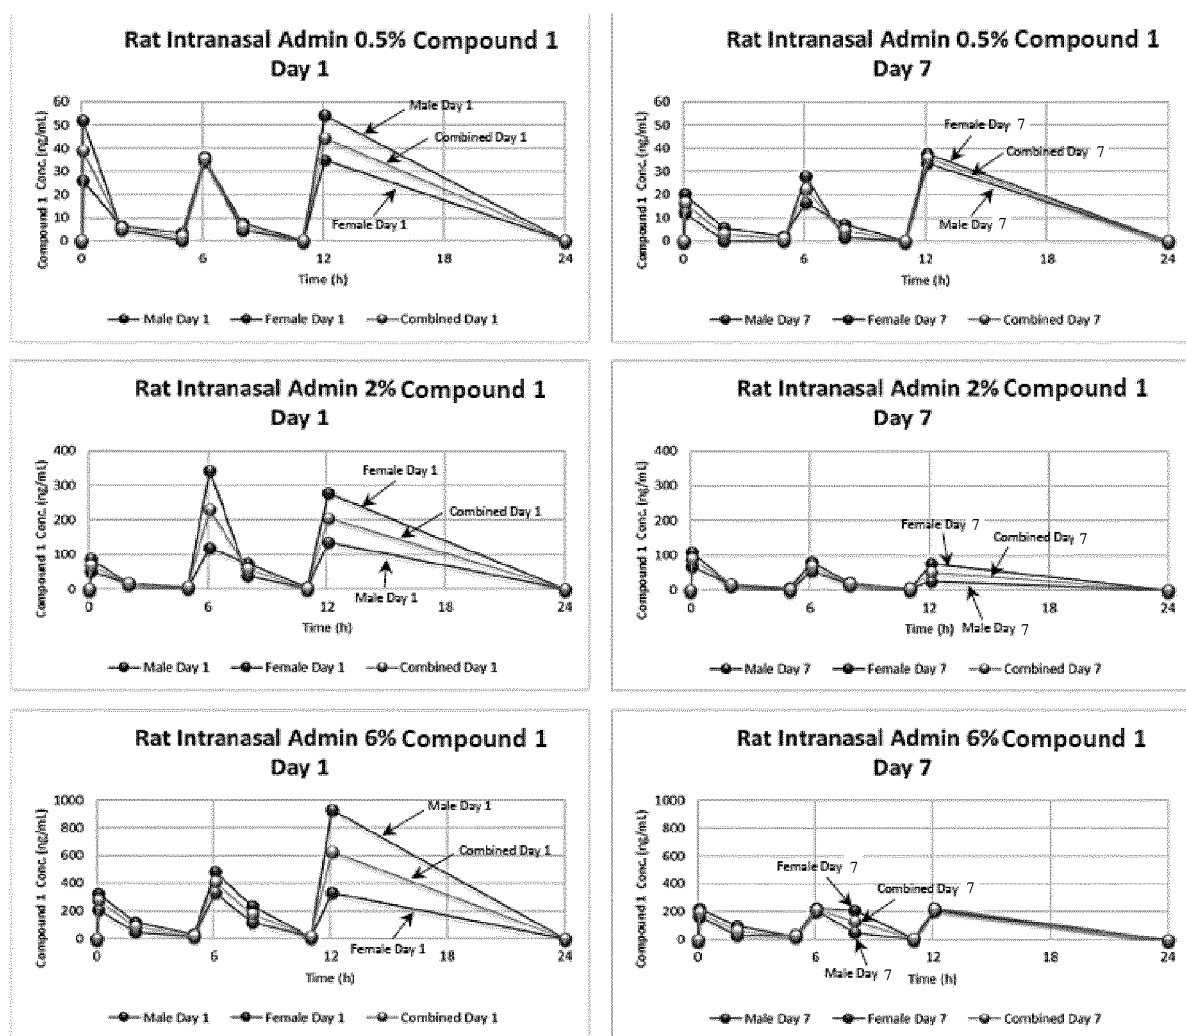 Rat Intranasal Admin 0.5% Compound 1
Day 1
Compound 1 Conc. (ng/mL)
60
50
40
30
20
10
0
Male Day 1
Combined Day 1
Female Day 1
0 6 12 18 24
Time (h)
Male Day 1 Female Day 1 Combined Day 1
Rat Intranasal Admin 0.5% Compound 1
Day 7
Compound 1 Conc. (ng/mL)
60
50
40
30
20
10
0
Female Day 7
Combined Day 7
Male Day 7
0 6 12 18 24
Time (h)
Male Day 7 Female Day 7 Combined Day 7
Rat Intranasal Admin 2% Compound 1
Day 1
Compound 1 Conc. (ng/mL)
400
300
200
100
0
Female Day 1
Combined Day 1
Male Day 1
0 6 12 18 24
Time (h)
Male Day 1 Female Day 1 Combined Day 1
Rat Intranasal Admin 2% Compound 1
Day 7
Compound 1 Conc. (ng/mL)
400
300
200
100
0
Female Day 7
Combined Day 7
0 6 12 18 24
Time (h) Male Day 7
Male Day 7 Female Day 7 Combined Day 7
Rat Intranasal Admin 6% Compound 1
Day 1
Compound 1 Conc. (ng/mL)
1000
800
600
400
200
0
Male Day 1
Combined Day 1
Female Day 1
0 6 12 18 24
Time (h)
Male Day 1 Female Day 1 Combined Day 1
Rat Intranasal Admin 6% Compound 1
Day 7
Compound 1 Conc. (ng/mL)
1000
800
600
400
200
0
Female Day 7
Combined Day 7
0 6 12 18 24
Male Day 7 Time (h)
Male Day 7 Female Day 7 Combined Day 7